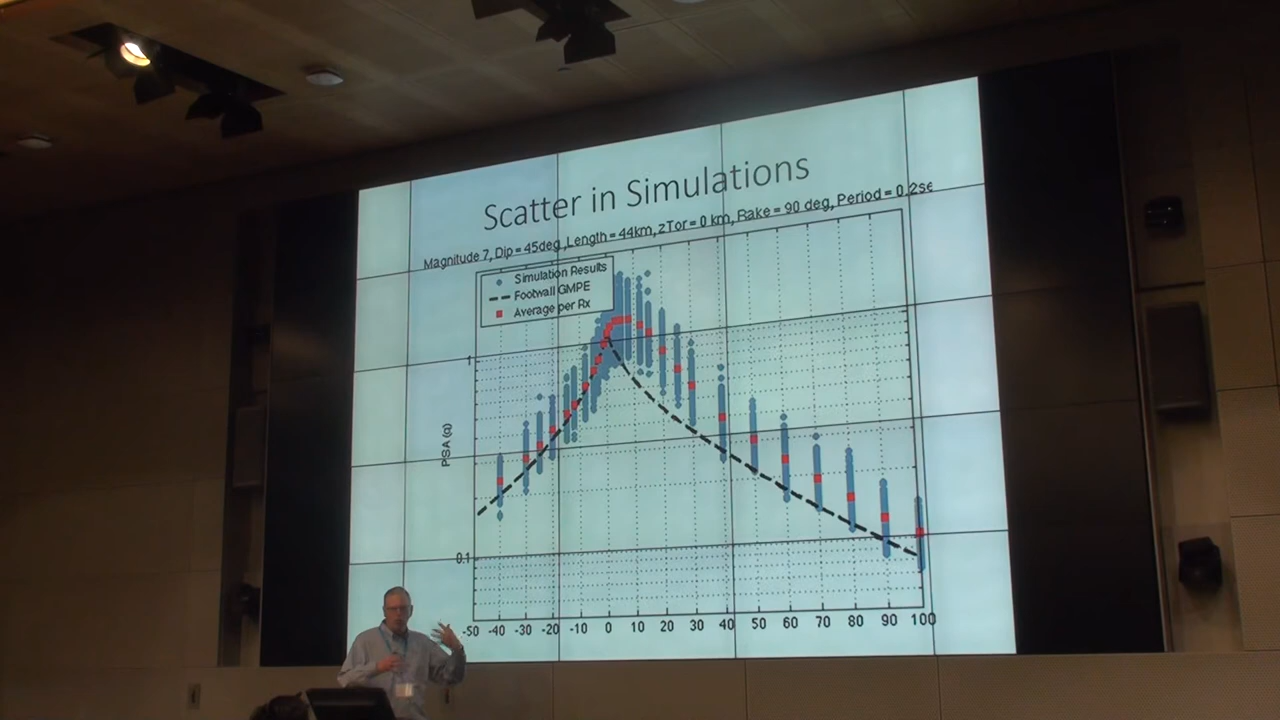 Scatter in Simulations
Magnitude 7, Dip = 45deg ,Length = 44km, zTor = 0 km, Rake = 90 deg, Period = 0.2se
Simulation Results
Footwall GMPE
Average per Rx
1
PSA (g)
0.1
-50 -40 -30 -20 -10 0 10 20 30 40 50 60 70 80 90 100